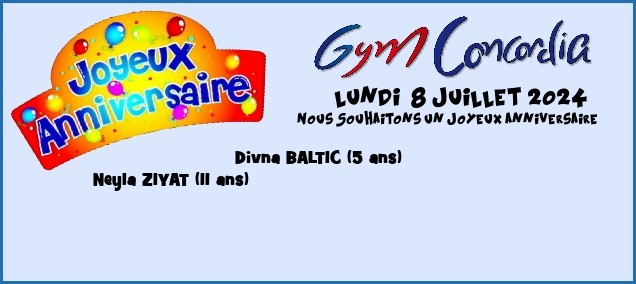 Joyeux
Anniversaire
Gym Concordia
LUNDI 8 JUILLET 2024
NOUS SOUHAITONS UN JOYEUX ANNIVERSAIRE
Divna BALTIC (5 ans)
Neyla ZIYAT (11 ans)